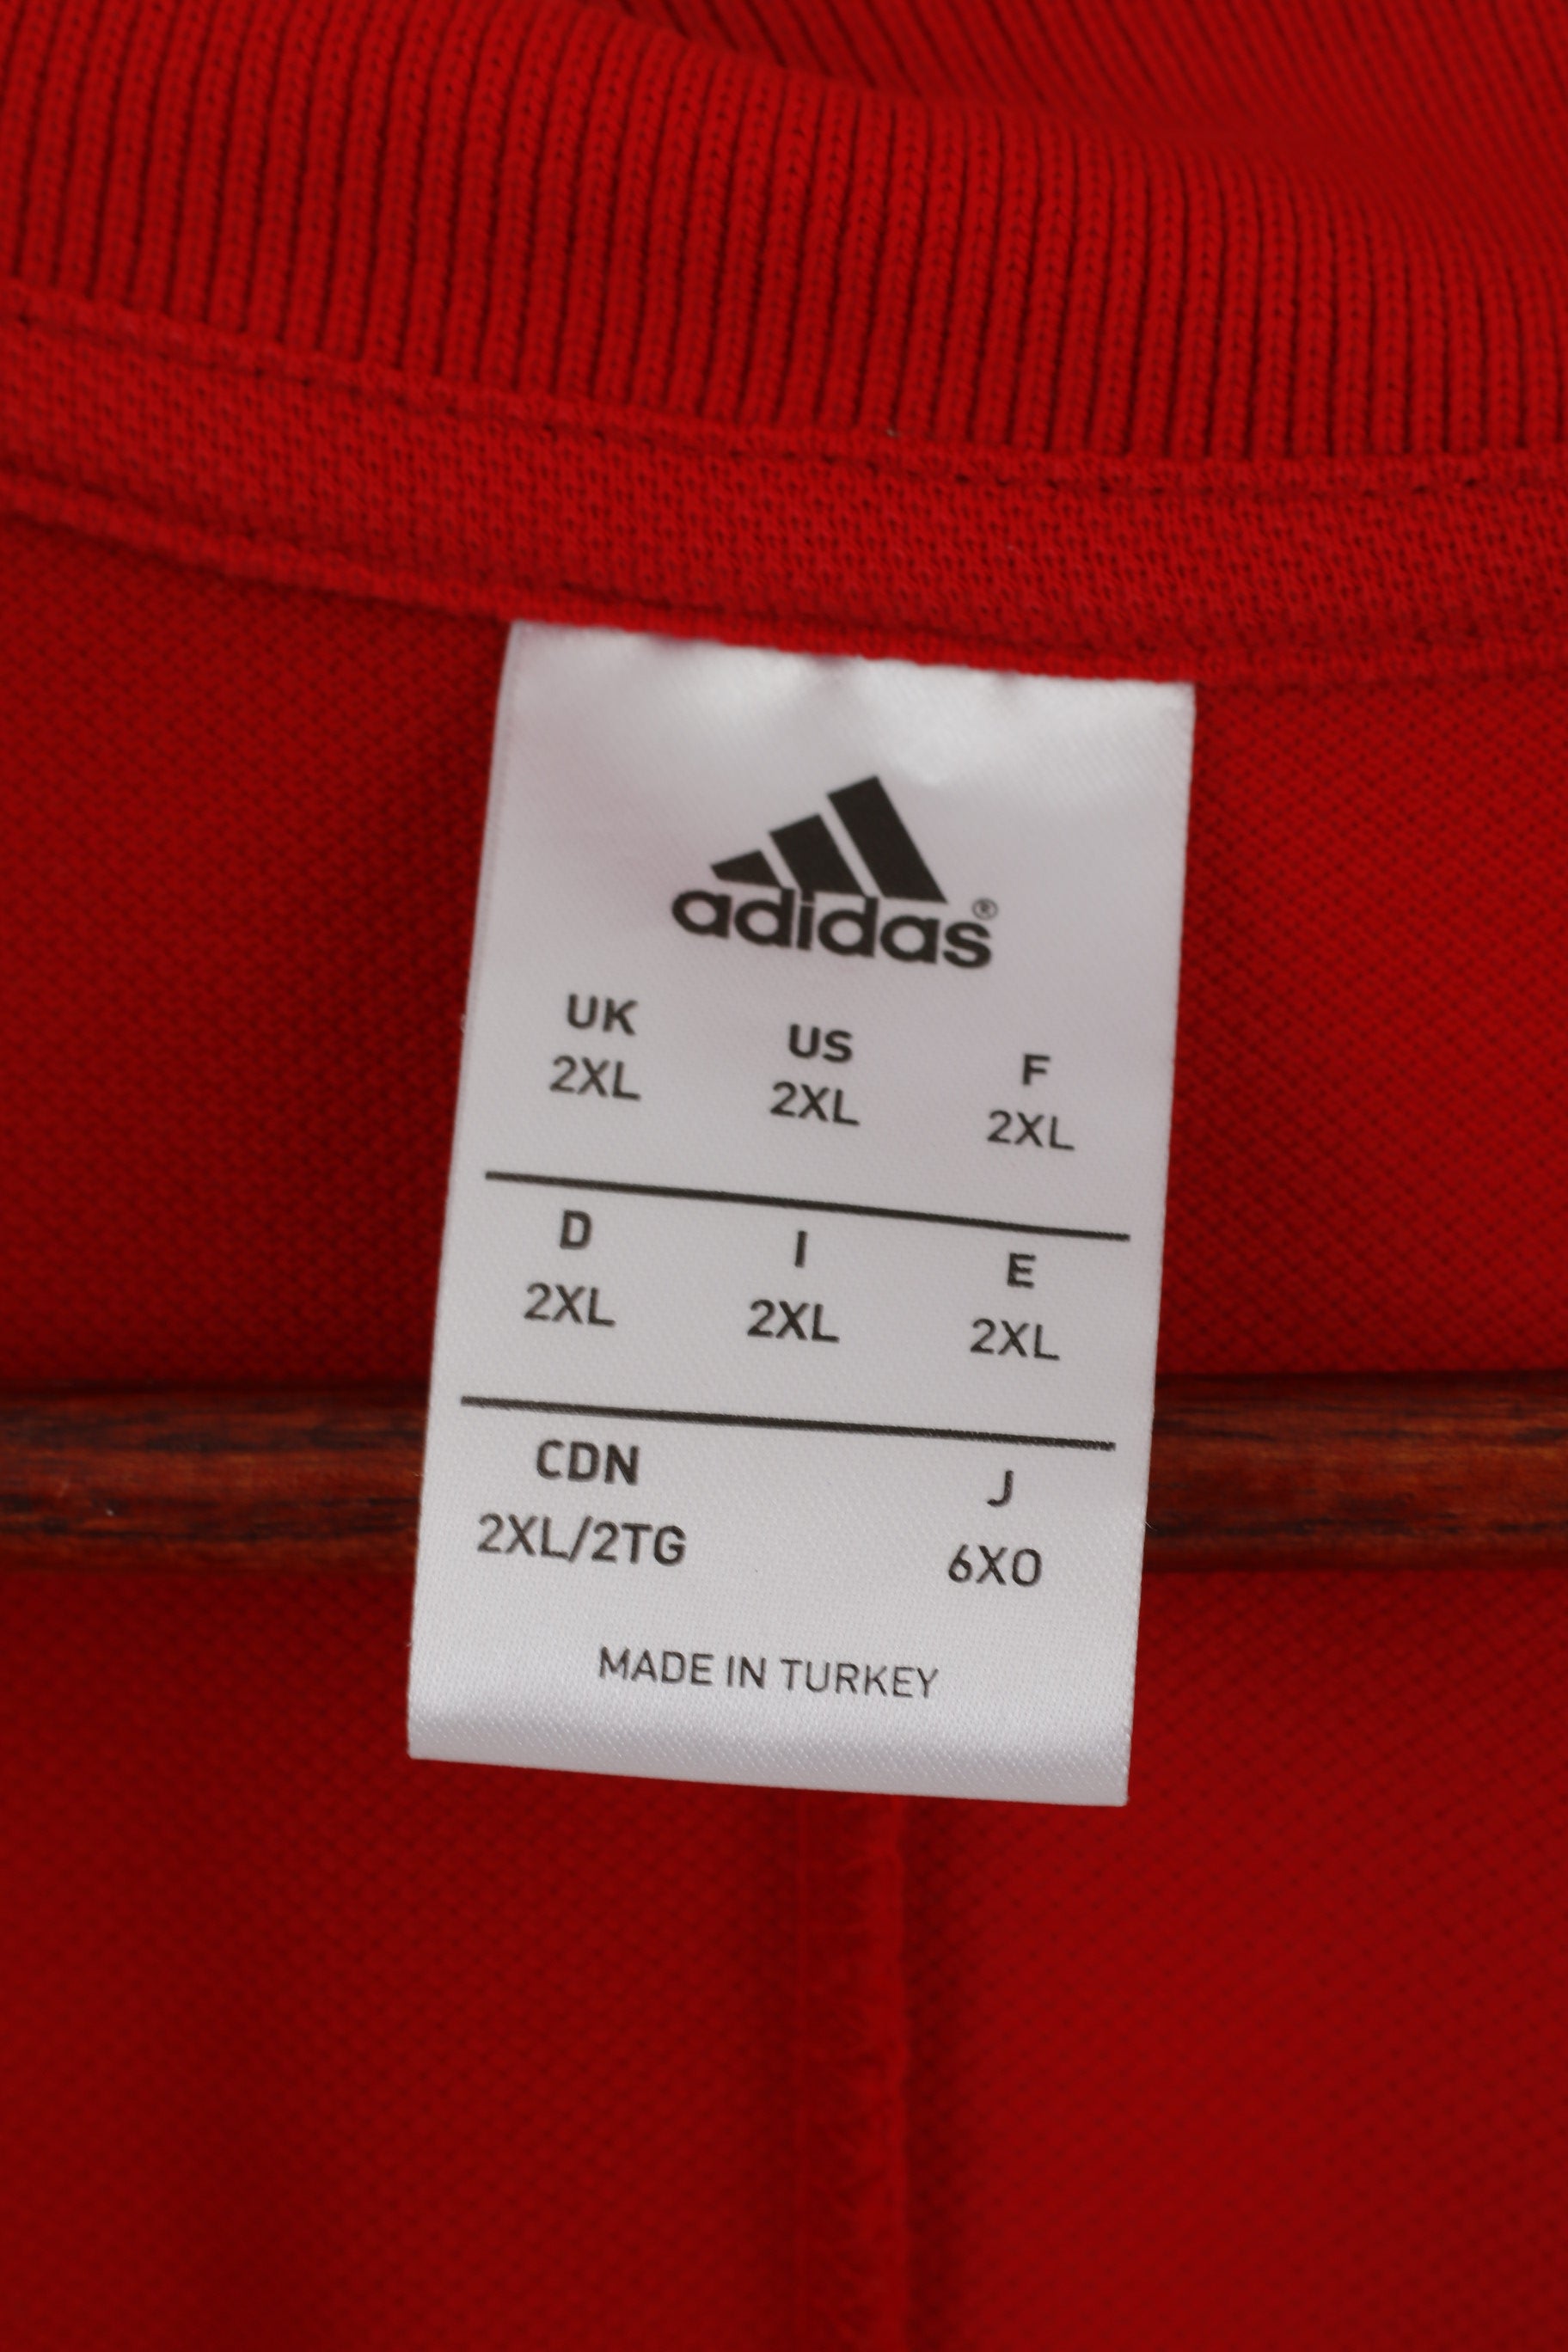 adidas®
UK US F
2XL 2XL 2XL
D I E
2XL 2XL 2XL
CDN J
2XL/2TG 6XO
MADE IN TURKEY